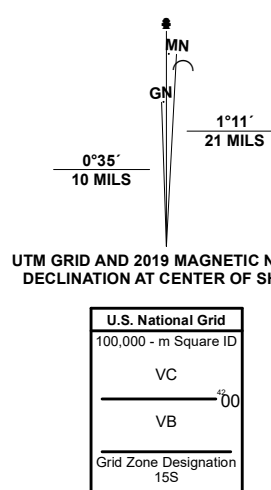 MN
GN
1°11´
21 MILS
0°35´
10 MILS
UTM GRID AND 2019 MAGNETIC N
DECLINATION AT CENTER OF SH
U.S. National Grid
100,000 - m Square ID
VC
42 00
VB
Grid Zone Designation
15S